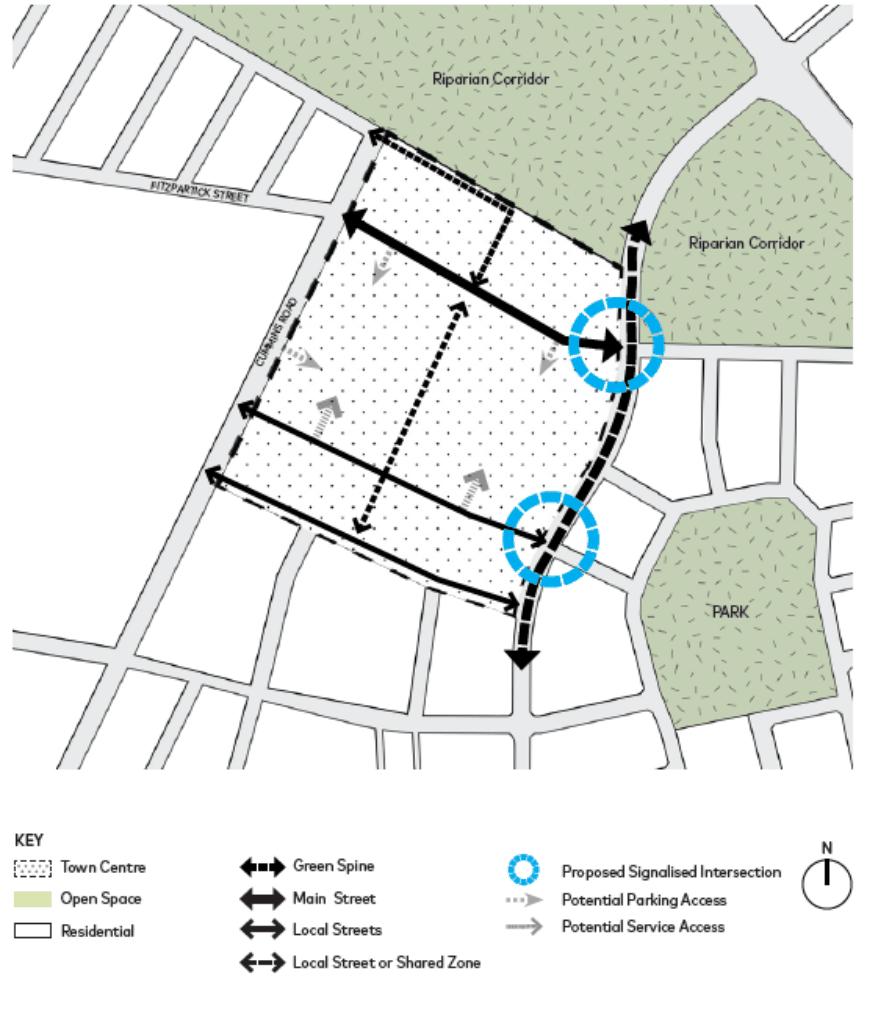 Riparian Corridor
FITZPARTICK STREET
Riparian Corridor
CUMMINS ROAD
PARK
KEY
Town Centre
Open Space
Residential
Green Spine
Main Street
Local Streets
Local Street or Shared Zone
Proposed Signalised Intersection
Potential Parking Access
Potential Service Access
N